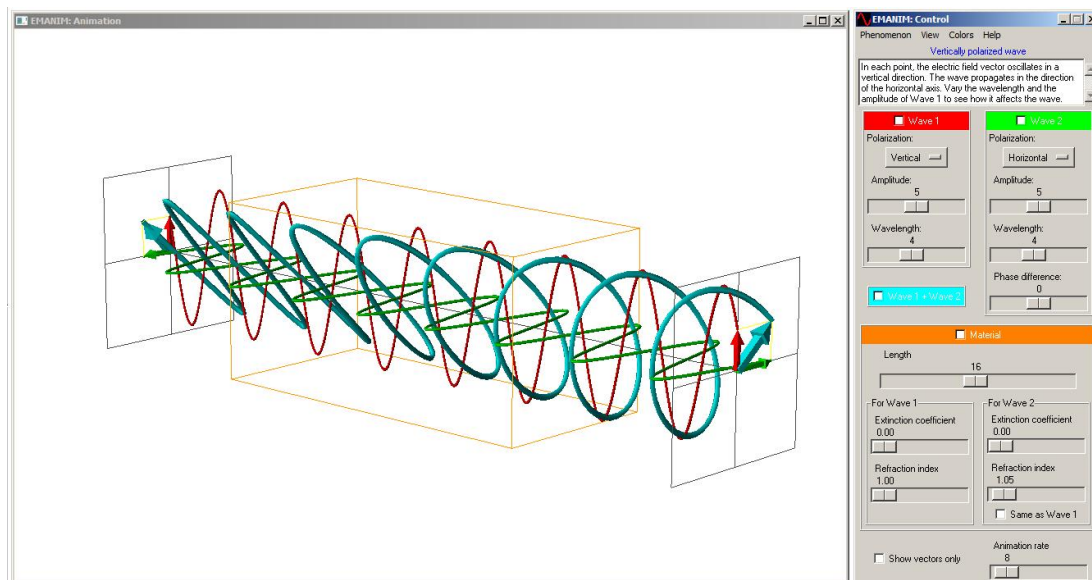 EMANIM: Animation
EMANIM: Control
Phenomenon View Colors Help
Vertically polarized wave
In each point, the electric field vector oscillates in a
vertical direction. The wave propagates in the direction
of the horizontal axis. Vary the wavelength and the
amplitude of Wave 1 to see how it affects the wave.
Wave 1
Polarization:
Vertical
Amplitude:
5
Wavelength:
4
Wave 1 + Wave 2
Wave 2
Polarization:
Horizontal
Amplitude:
5
Wavelength:
4
Phase difference:
0
Material
Length
16
For Wave 1
Extinction coefficient
0.00
Refraction index
1.00
For Wave 2
Extinction coefficient
0.00
Refraction index
1.05
Same as Wave 1
Show vectors only
Animation rate
8